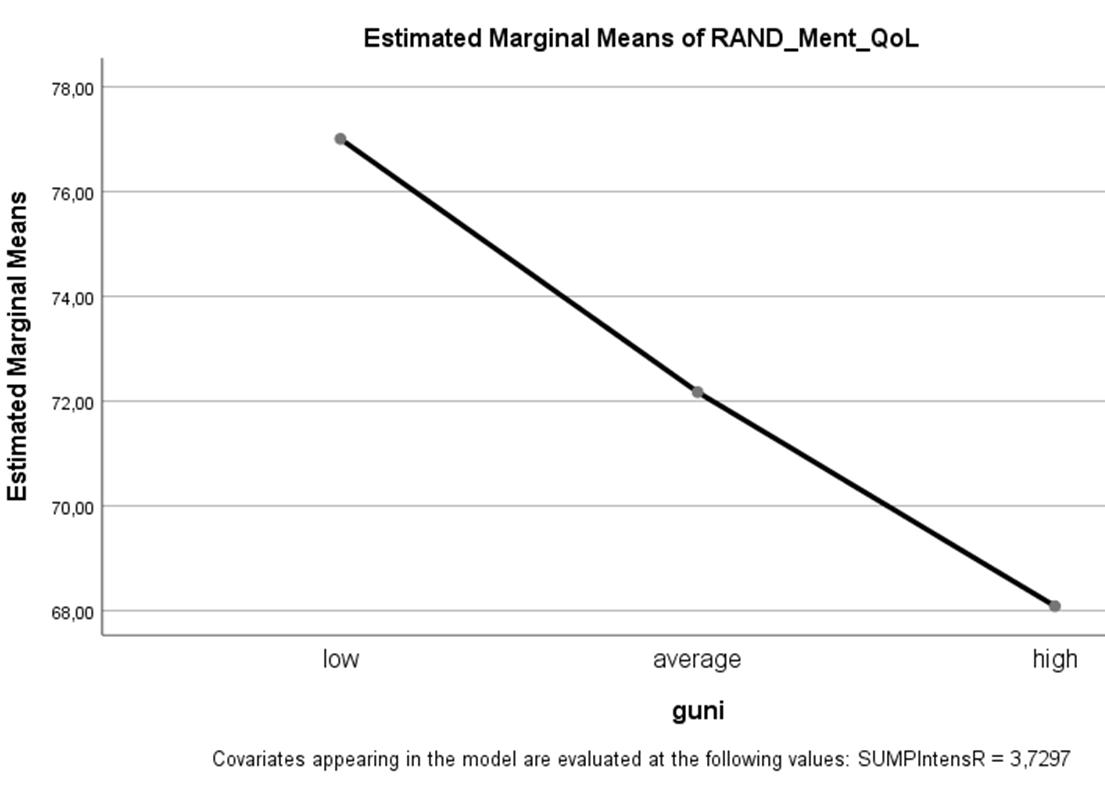 Estimated Marginal Means of RAND_Ment_QoL
Estimated Marginal Means
78,00
76,00
74,00
72,00
70,00
68,00
low average high
guni
Covariates appearing in the model are evaluated at the following values: SUMPIntensR = 3,7297